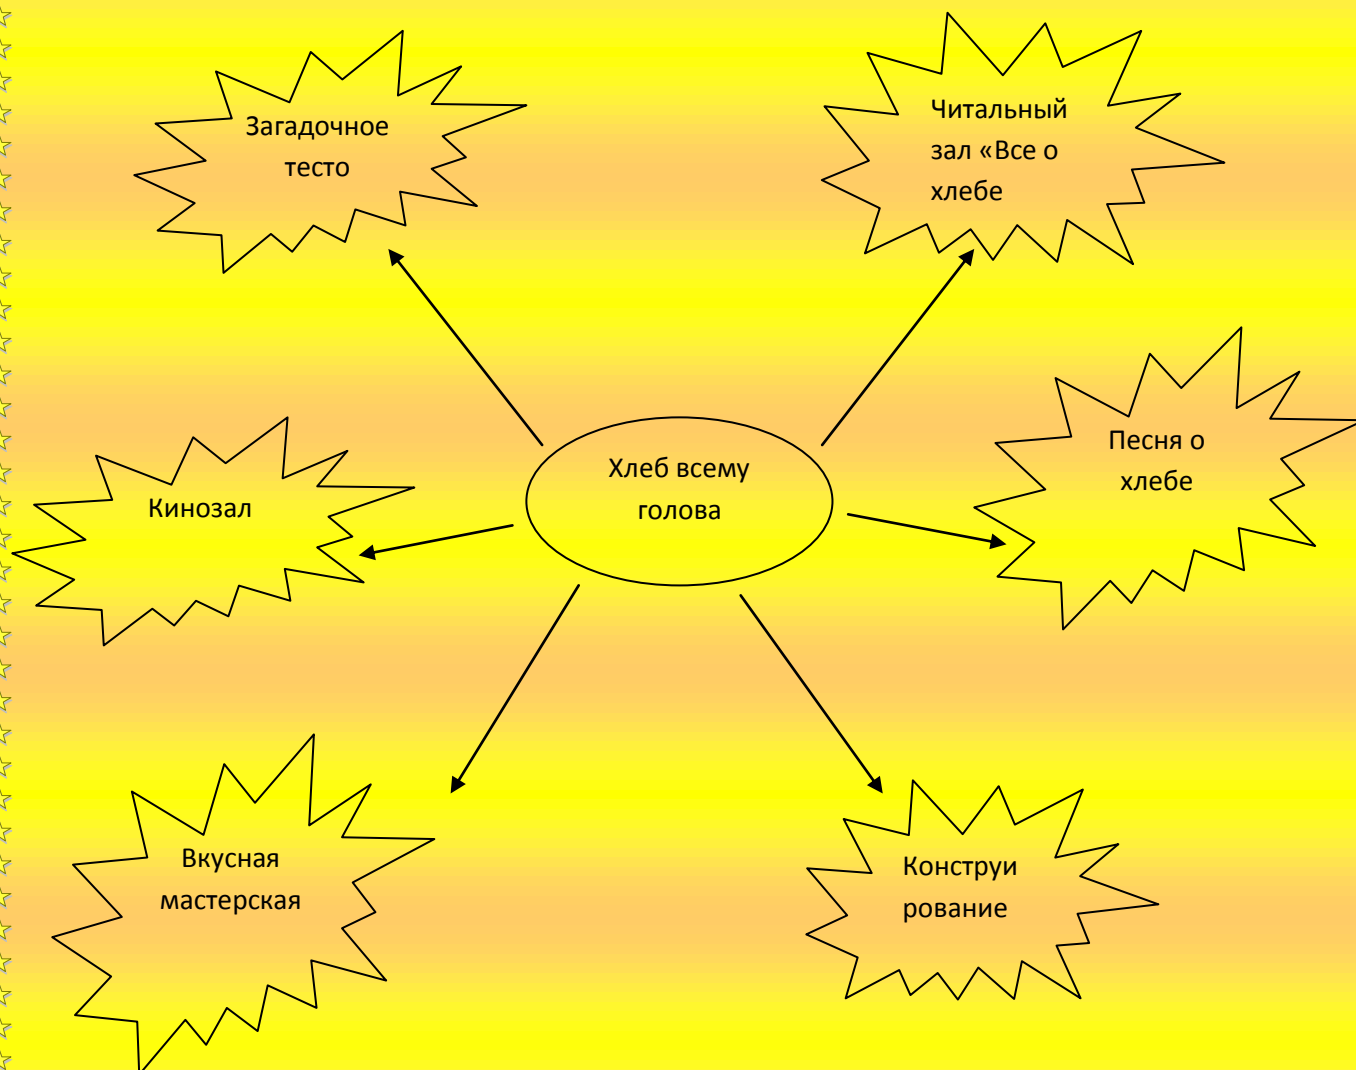 Загадочное
тесто
Читальный
зал «Все о
хлебе
Песня о
хлебе
Хлеб всему
голова
Кинозал
Вкусная
мастерская
Конструи
рование